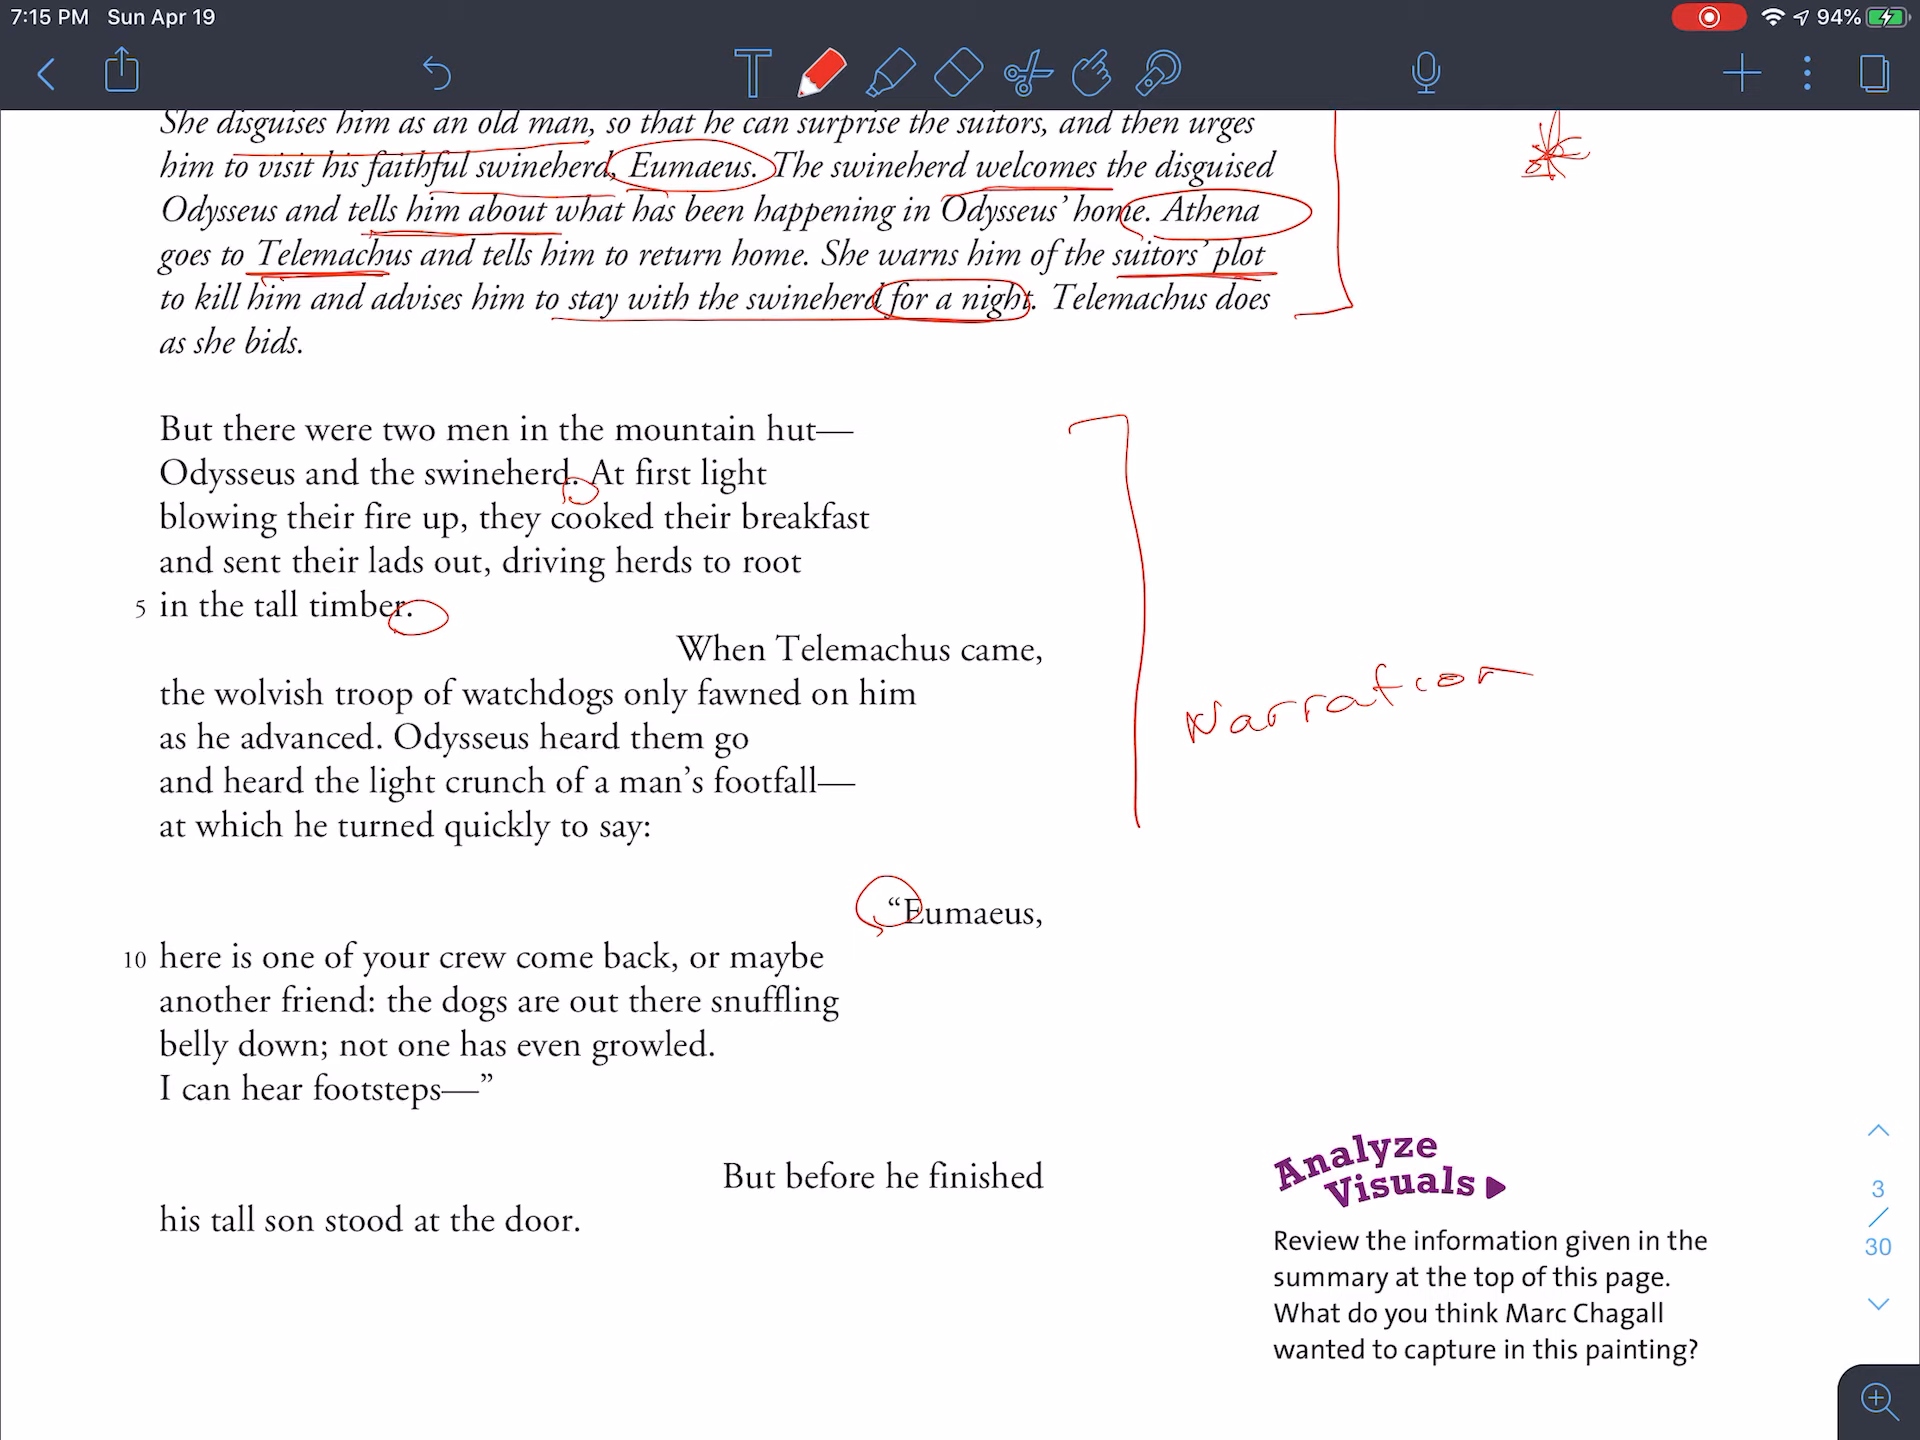 7:15 PM Sun Apr 19
94%
She disguises him as an old man, so that he can surprise the suitors, and then urges
him to visit his faithful swineherd, Eumaeus. The swineherd welcomes the disguised
Odysseus and tells him about what has been happening in Odysseus’ home. Athena
goes to Telemachus and tells him to return home. She warns him of the suitors’ plot
to kill him and advises him to stay with the swineherd for a night. Telemachus does
as she bids.
But there were two men in the mountain hut—
Odysseus and the swineherd. At first light
blowing their fire up, they cooked their breakfast
and sent their lads out, driving herds to root
5 in the tall timber.
When Telemachus came,
the wolvish troop of watchdogs only fawned on him
as he advanced. Odysseus heard them go
and heard the light crunch of a man’s footfall—
at which he turned quickly to say:
Narration
“Eumaeus,
10 here is one of your crew come back, or maybe
another friend: the dogs are out there snuffling
belly down; not one has even growled.
I can hear footsteps—”
But before he finished
his tall son stood at the door.
Analyze
Visuals
Review the information given in the
summary at the top of this page.
What do you think Marc Chagall
wanted to capture in this painting?
3
/
30